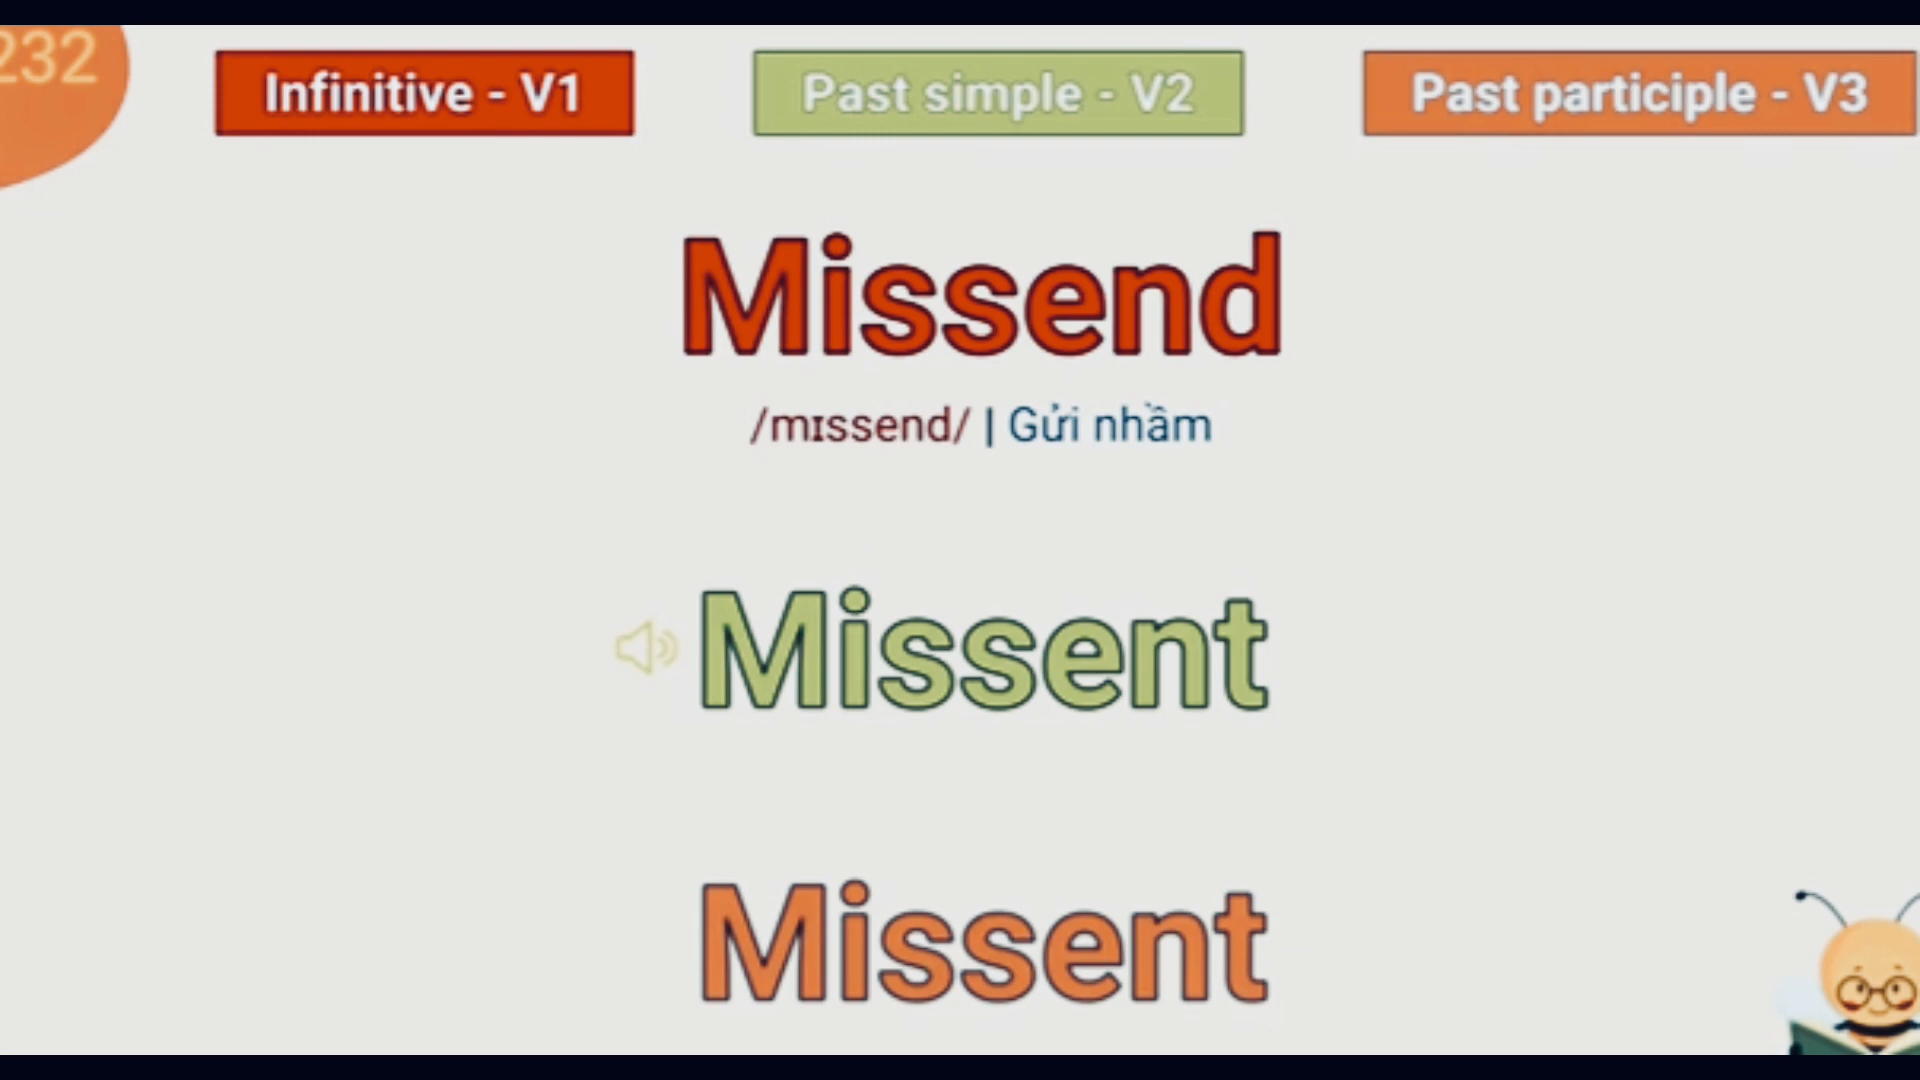 232
Infinitive - V1
Past simple - V2
Past participle - V3
Missend
/mɪssend/ | Gửi nhầm
Missent
Missent